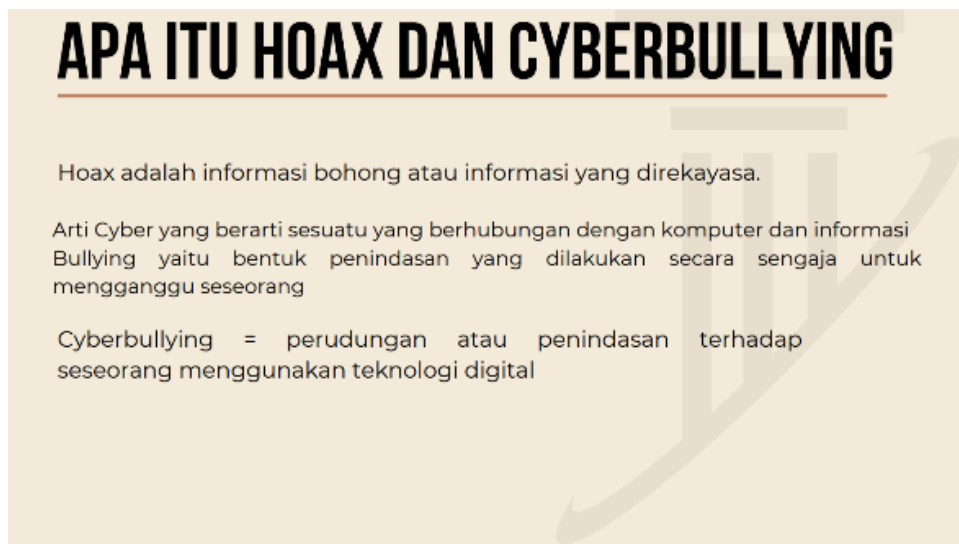 APA ITU HOAX DAN CYBERBULLYING
Hoax adalah informasi bohong atau informasi yang direkayasa.
Arti Cyber yang berarti sesuatu yang berhubungan dengan komputer dan informasi
Bullying yaitu bentuk penindasan yang dilakukan secara sengaja untuk
mengganggu seseorang
Cyberbullying = perudungan atau penindasan terhadap
seseorang menggunakan teknologi digital